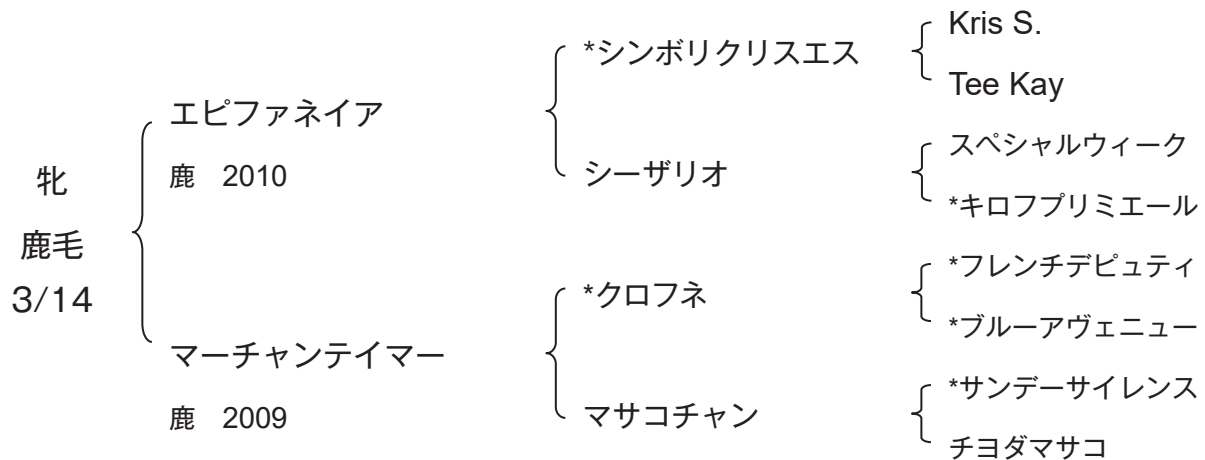 牝
鹿毛
3/14
エピファネイア
鹿 2010
マーチャンテイマー
鹿 2009
*シンボリクリスエス
シーザリオ
*クロフネ
マサコチャン
Kris S.
Tee Kay
スペシャルウィーク
*キロフプリミエール
*フレンチデピュティ
*ブルーアヴェニュー
*サンデーサイレンス
チヨダマサコ